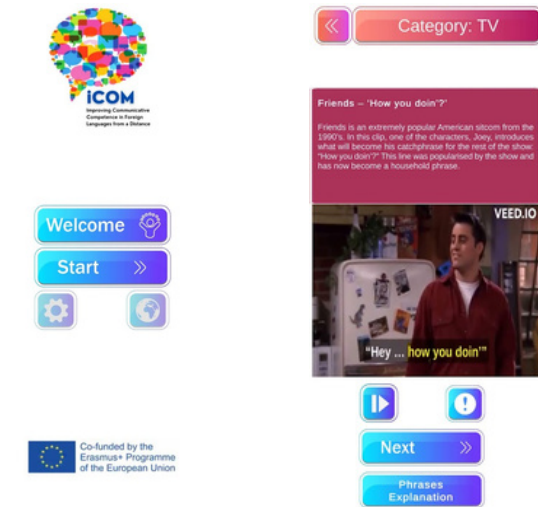 iCOM
Improving Communicative
Competence in Foreign
Languages from a Distance
Welcome
Start
Co-funded by the
Erasmus+ Programme
of the European Union
Category: TV
Friends – 'How you doin'?'
Friends is an extremely popular American sitcom from the
1990's. In this clip, one of the characters, Joey, introduces
what will become his catchphrase for the rest of the show:
"How you doin'?" This line was popularised by the show and
has now become a household phrase.
VEED.IO
"Hey ... how you doin'"
Next
Phrases
Explanation